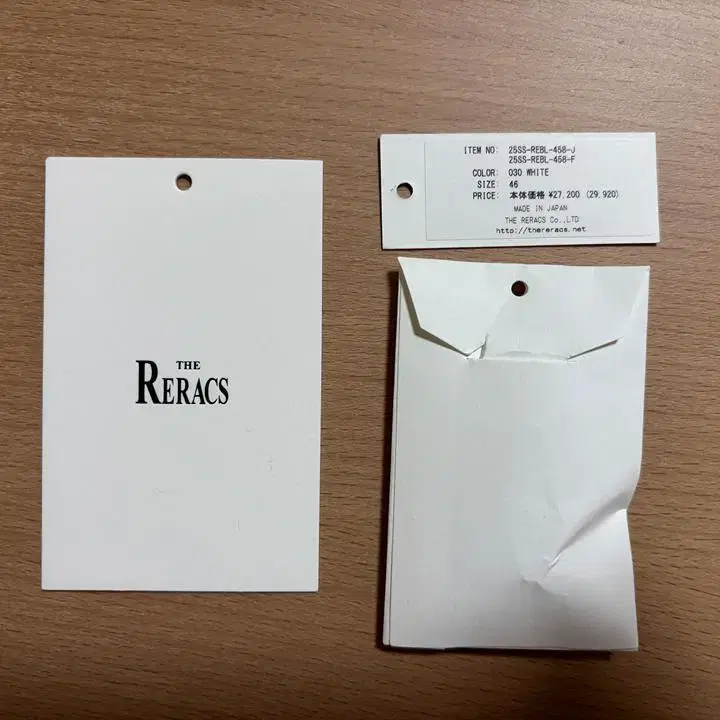 THE
RERACS
ITEM NO: 25SS-REBL-458-J
25SS-REBL-458-F
COLOR: 030 WHITE
SIZE: 46
PRICE: 本体価格 ¥27,200 (29,920)
MADE IN JAPAN
THE RERACS Co.,LTD
http://thereracs.net